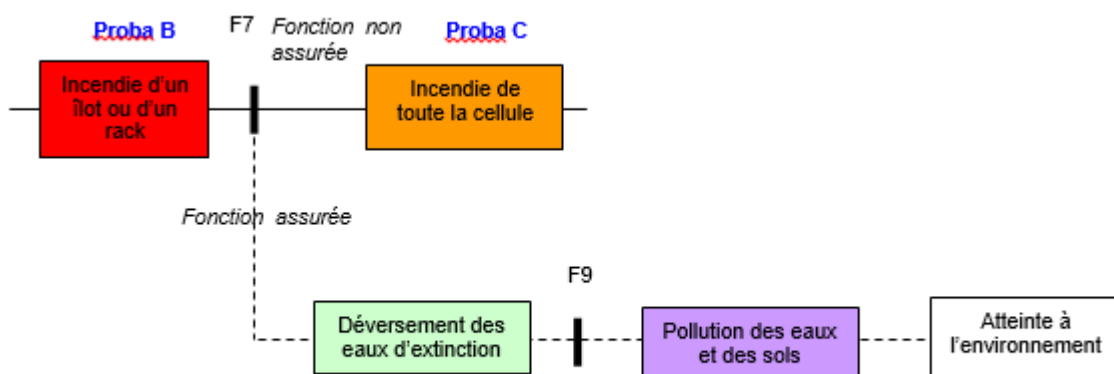 Proba B
F7
Fonction non
assurée
Proba C
Incendie d'un
îlot ou d'un
rack
Incendie de
toute la cellule
Fonction assurée
F9
Déversement des
eaux d'extinction
Pollution des eaux
et des sols
Atteinte à
l'environnement